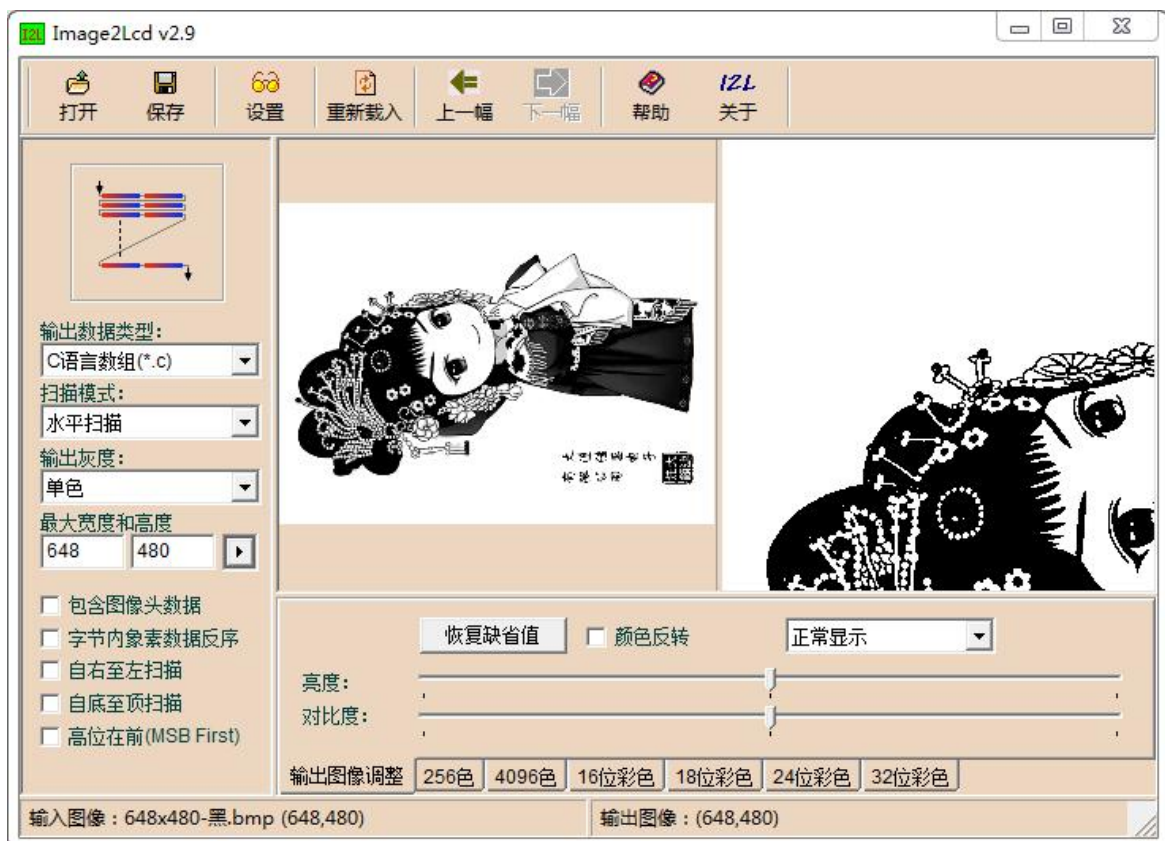 I2L Image2Lcd v2.9
打开 保存 设置 重新载入 上一幅 下一幅 帮助 I2L 关于
输出数据类型:
C语言数组(*.c)
扫描模式:
水平扫描
输出灰度:
单色
最大宽度和高度
648 480
包含图像头数据
字节内象素数据反序
自右至左扫描
自底至顶扫描
高位在前(MSB First)
恢复缺省值 颜色反转 正常显示
亮度:
对比度:
输出图像调整 256色 4096色 16位彩色 18位彩色 24位彩色 32位彩色
输入图像:648x480-黑.bmp (648,480) 输出图像:(648,480)